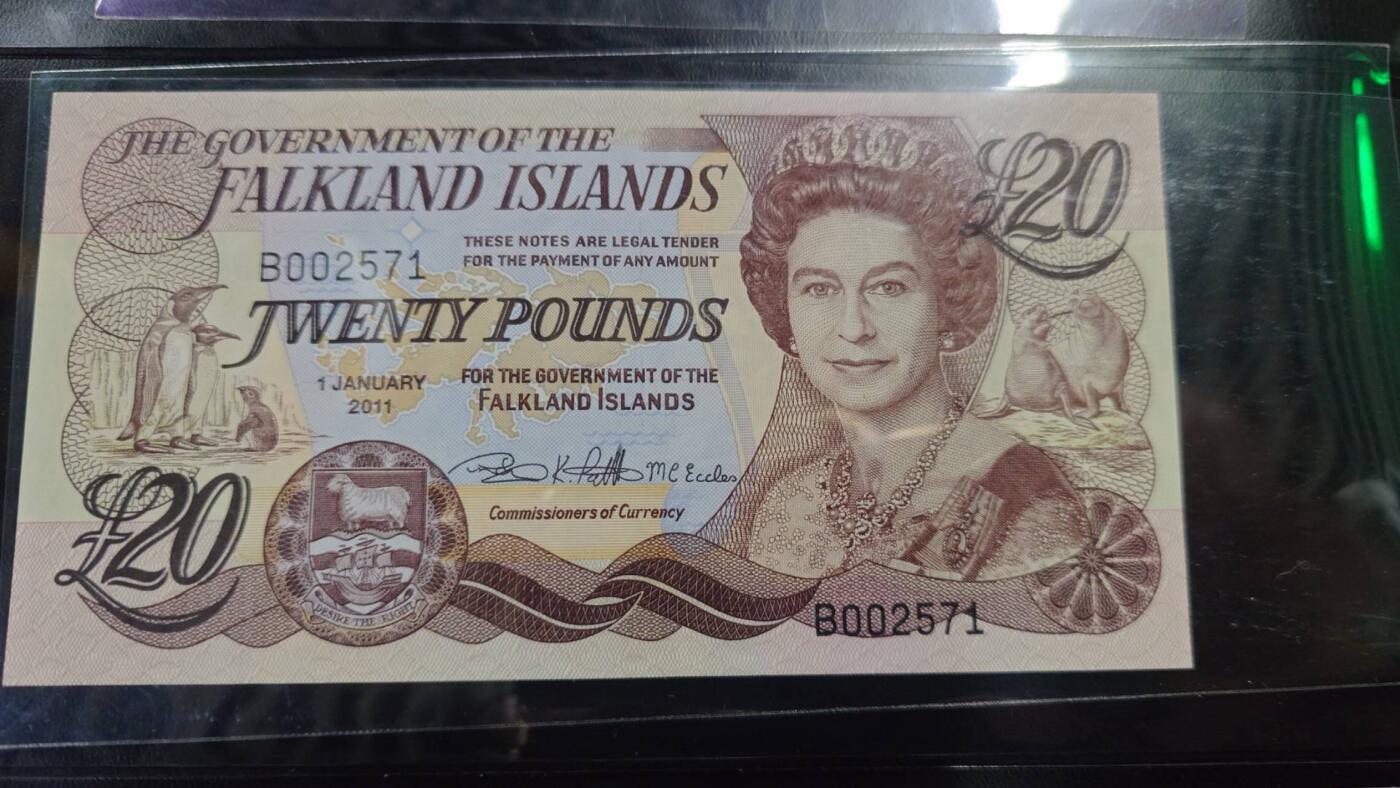 THE GOVERNMENT OF THE
FALKLAND ISLANDS
£20
THESE NOTES ARE LEGAL TENDER
FOR THE PAYMENT OF ANY AMOUNT
B002571
TWENTY POUNDS
1 JANUARY
2011
FOR THE GOVERNMENT OF THE
FALKLAND ISLANDS
MC Eccles
Commissioners of Currency
£20
DESIRE THE RIGHT
B002571